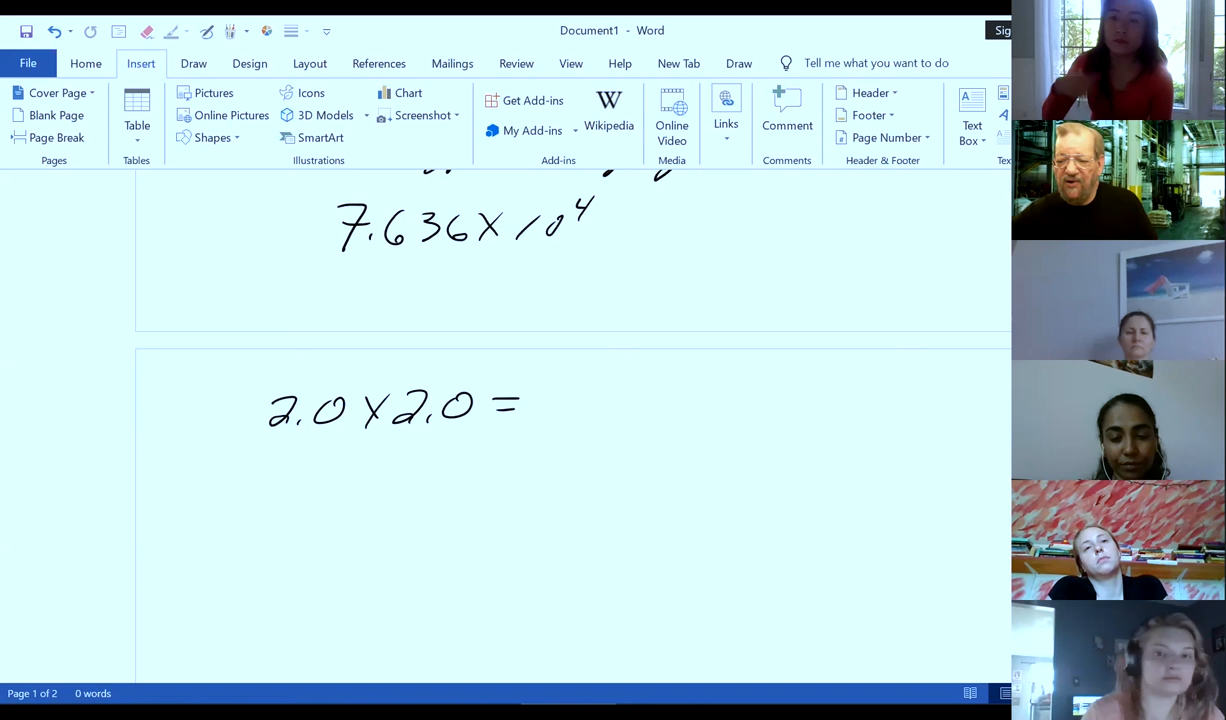 Document1 - Word
Sig
File Home Insert Draw Design Layout References Mailings Review View Help New Tab Draw Tell me what you want to do
Cover Page
Blank Page
Page Break
Pages
Table
Tables
Pictures
Online Pictures
Shapes
Icons
3D Models
SmartArt
Chart
Screenshot
Illustrations
Get Add-ins
My Add-ins
W
Wikipedia
Add-ins
Online
Video
Media
Links
Comment
Comments
Header
Footer
Page Number
Header & Footer
A
Text
Box
Tex
7.636 x 10⁴
2.0 x 2.0 =
Page 1 of 2 0 words